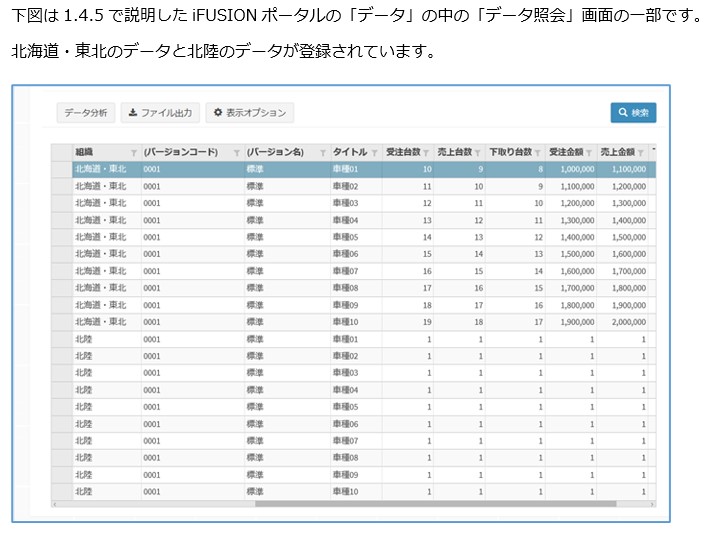 下図は 1.4.5 で説明した iFUSION ポータルの「データ」の中の「データ照会」画面の一部です。
北海道・東北のデータと北陸のデータが登録されています。
データ分析 ファイル出力 表示オプション 検索
組織 (バージョンコード) (バージョン名) タイトル 受注台数 売上台数 下取り台数 受注金額 売上金額
北海道・東北 0001 標準 車種01 10 9 8 1,000,000 1,100,000
北海道・東北 0001 標準 車種02 11 10 9 1,100,000 1,200,000
北海道・東北 0001 標準 車種03 12 11 10 1,200,000 1,300,000
北海道・東北 0001 標準 車種04 13 12 11 1,300,000 1,400,000
北海道・東北 0001 標準 車種05 14 13 12 1,400,000 1,500,000
北海道・東北 0001 標準 車種06 15 14 13 1,500,000 1,600,000
北海道・東北 0001 標準 車種07 16 15 14 1,600,000 1,700,000
北海道・東北 0001 標準 車種08 17 16 15 1,700,000 1,800,000
北海道・東北 0001 標準 車種09 18 17 16 1,800,000 1,900,000
北海道・東北 0001 標準 車種10 19 18 17 1,900,000 2,000,000
北陸 0001 標準 車種01 1 1 1 1 1
北陸 0001 標準 車種02 1 1 1 1 1
北陸 0001 標準 車種03 1 1 1 1 1
北陸 0001 標準 車種04 1 1 1 1 1
北陸 0001 標準 車種05 1 1 1 1 1
北陸 0001 標準 車種06 1 1 1 1 1
北陸 0001 標準 車種07 1 1 1 1 1
北陸 0001 標準 車種08 1 1 1 1 1
北陸 0001 標準 車種09 1 1 1 1 1
北陸 0001 標準 車種10 1 1 1 1 1